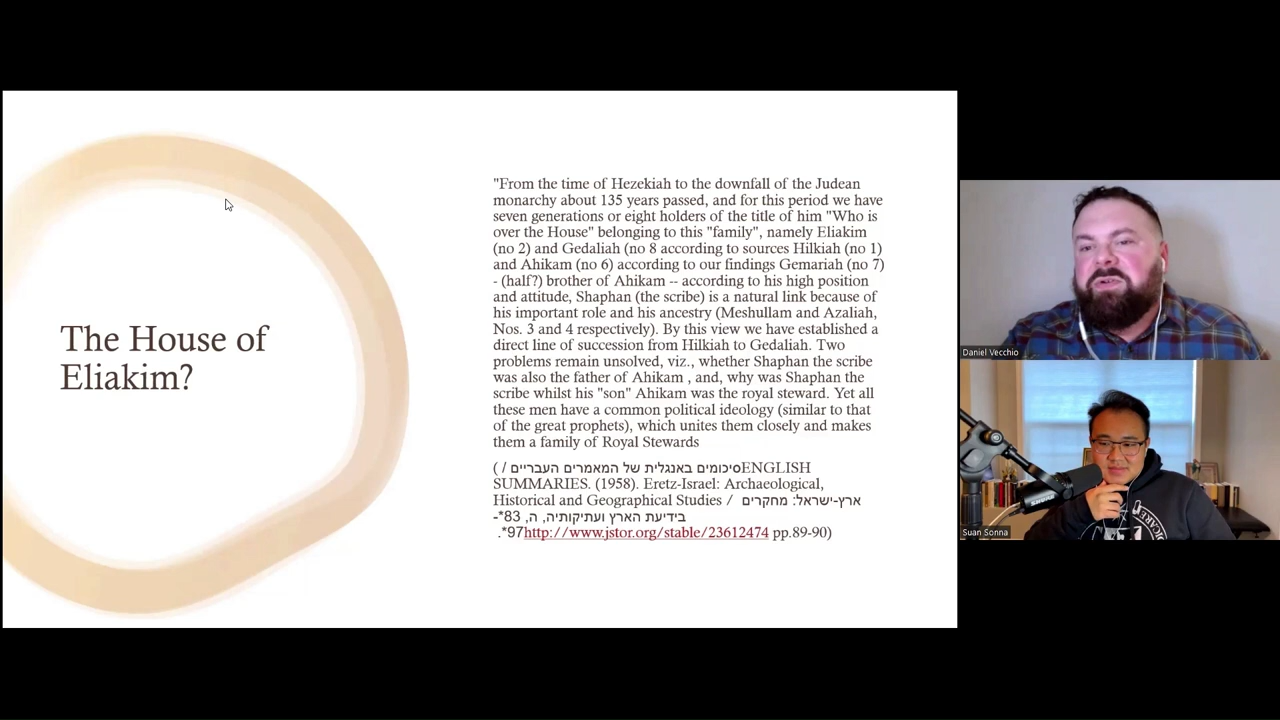 The House of
Eliakim?
"From the time of Hezekiah to the downfall of the Judean
monarchy about 135 years passed, and for this period we have
seven generations or eight holders of the title of him "Who is
over the House" belonging to this "family", namely Eliakim
(no 2) and Gedaliah (no 8 according to sources Hilkiah (no 1)
and Ahikam (no 6) according to our findings Gemariah (no 7)
- (half?) brother of Ahikam -- according to his high position
and attitude, Shaphan (the scribe) is a natural link because of
his important role and his ancestry (Meshullam and Azaliah,
Nos. 3 and 4 respectively). By this view we have established a
direct line of succession from Hilkiah to Gedaliah. Two
problems remain unsolved, viz., whether Shaphan the scribe
was also the father of Ahikam , and, why was Shaphan the
scribe whilst his "son" Ahikam was the royal steward. Yet all
these men have a common political ideology (similar to that
of the great prophets), which unites them closely and makes
them a family of Royal Stewards
( / סיכומים באנגלית של המאמרים העבריים ENGLISH
SUMMARIES. (1958). Eretz-Israel: Archaeological,
Historical and Geographical Studies / ארץ-ישראל: מחקרים
בידיעת הארץ ועתיקותיה, ה, 83*-
.*97http://www.jstor.org/stable/23612474 pp.89-90)
Daniel Vecchio
Suan Sonna